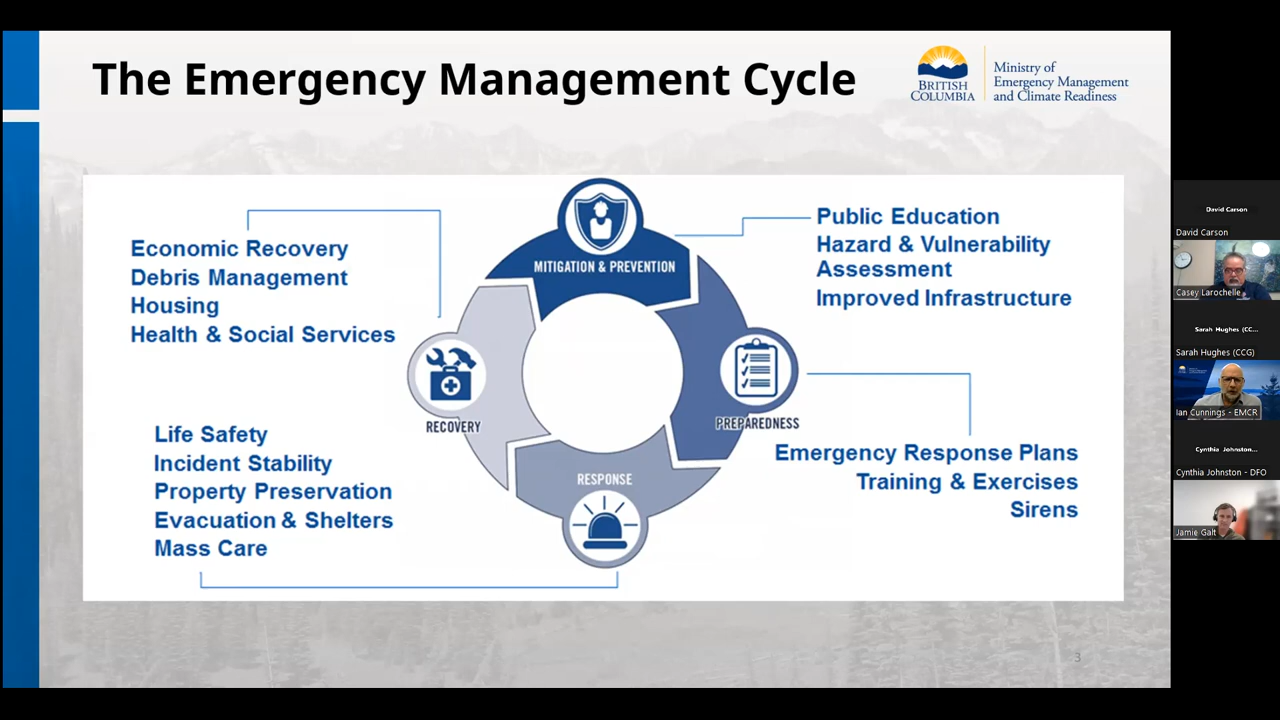 The Emergency Management Cycle
BRITISH
COLUMBIA
Ministry of
Emergency Management
and Climate Readiness
Economic Recovery
Debris Management
Housing
Health & Social Services
MITIGATION & PREVENTION
Public Education
Hazard & Vulnerability
Assessment
Improved Infrastructure
RECOVERY
PREPAREDNESS
Life Safety
Incident Stability
Property Preservation
Evacuation & Shelters
Mass Care
RESPONSE
Emergency Response Plans
Training & Exercises
Sirens
3
David Carson
David Carson
Casey Larochelle
Sarah Hughes (CC...
Sarah Hughes (CCG)
Ian Cunnings - EMCR
Cynthia Johnston...
Cynthia Johnston - DFO
Jamie Galt